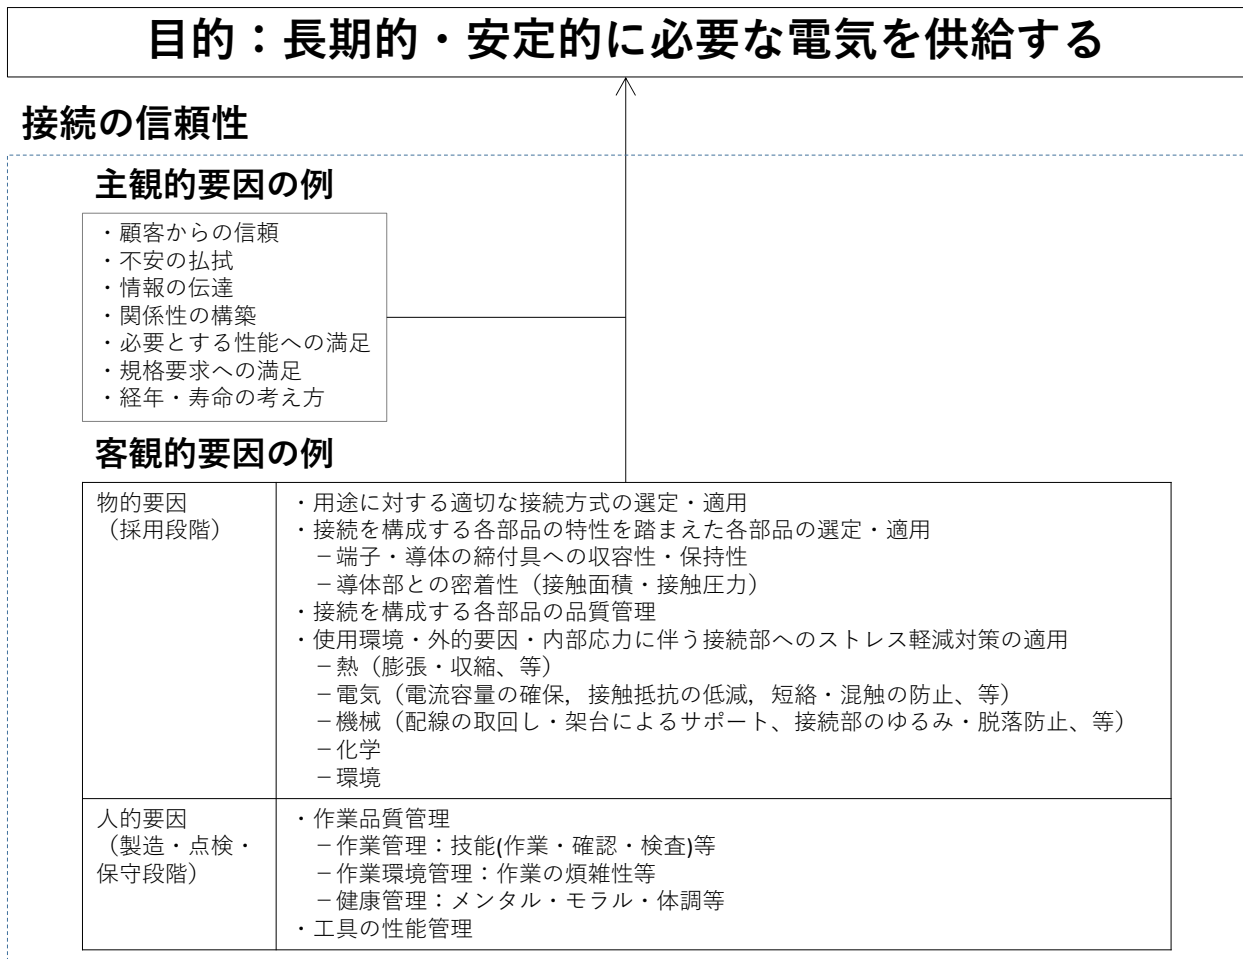 目的：長期的・安定的に必要な電気を供給する
接続の信頼性
主観的要因の例
・顧客からの信頼
・不安の払拭
・情報の伝達
・関係性の構築
・必要とする性能への満足
・規格要求への満足
・経年・寿命の考え方
客観的要因の例
物的要因
（採用段階）
・用途に対する適切な接続方式の選定・適用
・接続を構成する各部品の特性を踏まえた各部品の選定・適用
－端子・導体の締付具への収容性・保持性
－導体部との密着性（接触面積・接触圧力）
・接続を構成する各部品の品質管理
・使用環境・外的要因・内部応力に伴う接続部へのストレス軽減対策の適用
－熱（膨張・収縮、等）
－電気（電流容量の確保，接触抵抗の低減，短絡・混触の防止、等）
－機械（配線の取回し・架台によるサポート、接続部のゆるみ・脱落防止、等）
－化学
－環境
人的要因
（製造・点検・
保守段階）
・作業品質管理
－作業管理：技能(作業・確認・検査)等
－作業環境管理：作業の煩雑性等
－健康管理：メンタル・モラル・体調等
・工具の性能管理